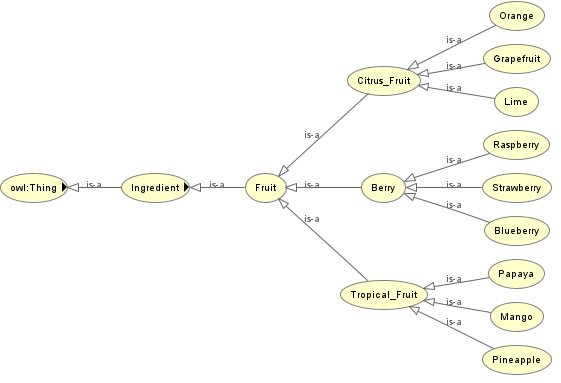 Orange
is-a
Grapefruit
is-a
Citrus_Fruit
is-a
Lime
is-a
Raspberry
is-a
owl:Thing
is-a
Ingredient
is-a
Fruit
is-a
Berry
is-a
Strawberry
is-a
Blueberry
is-a
Papaya
is-a
Tropical_Fruit
is-a
Mango
is-a
Pineapple